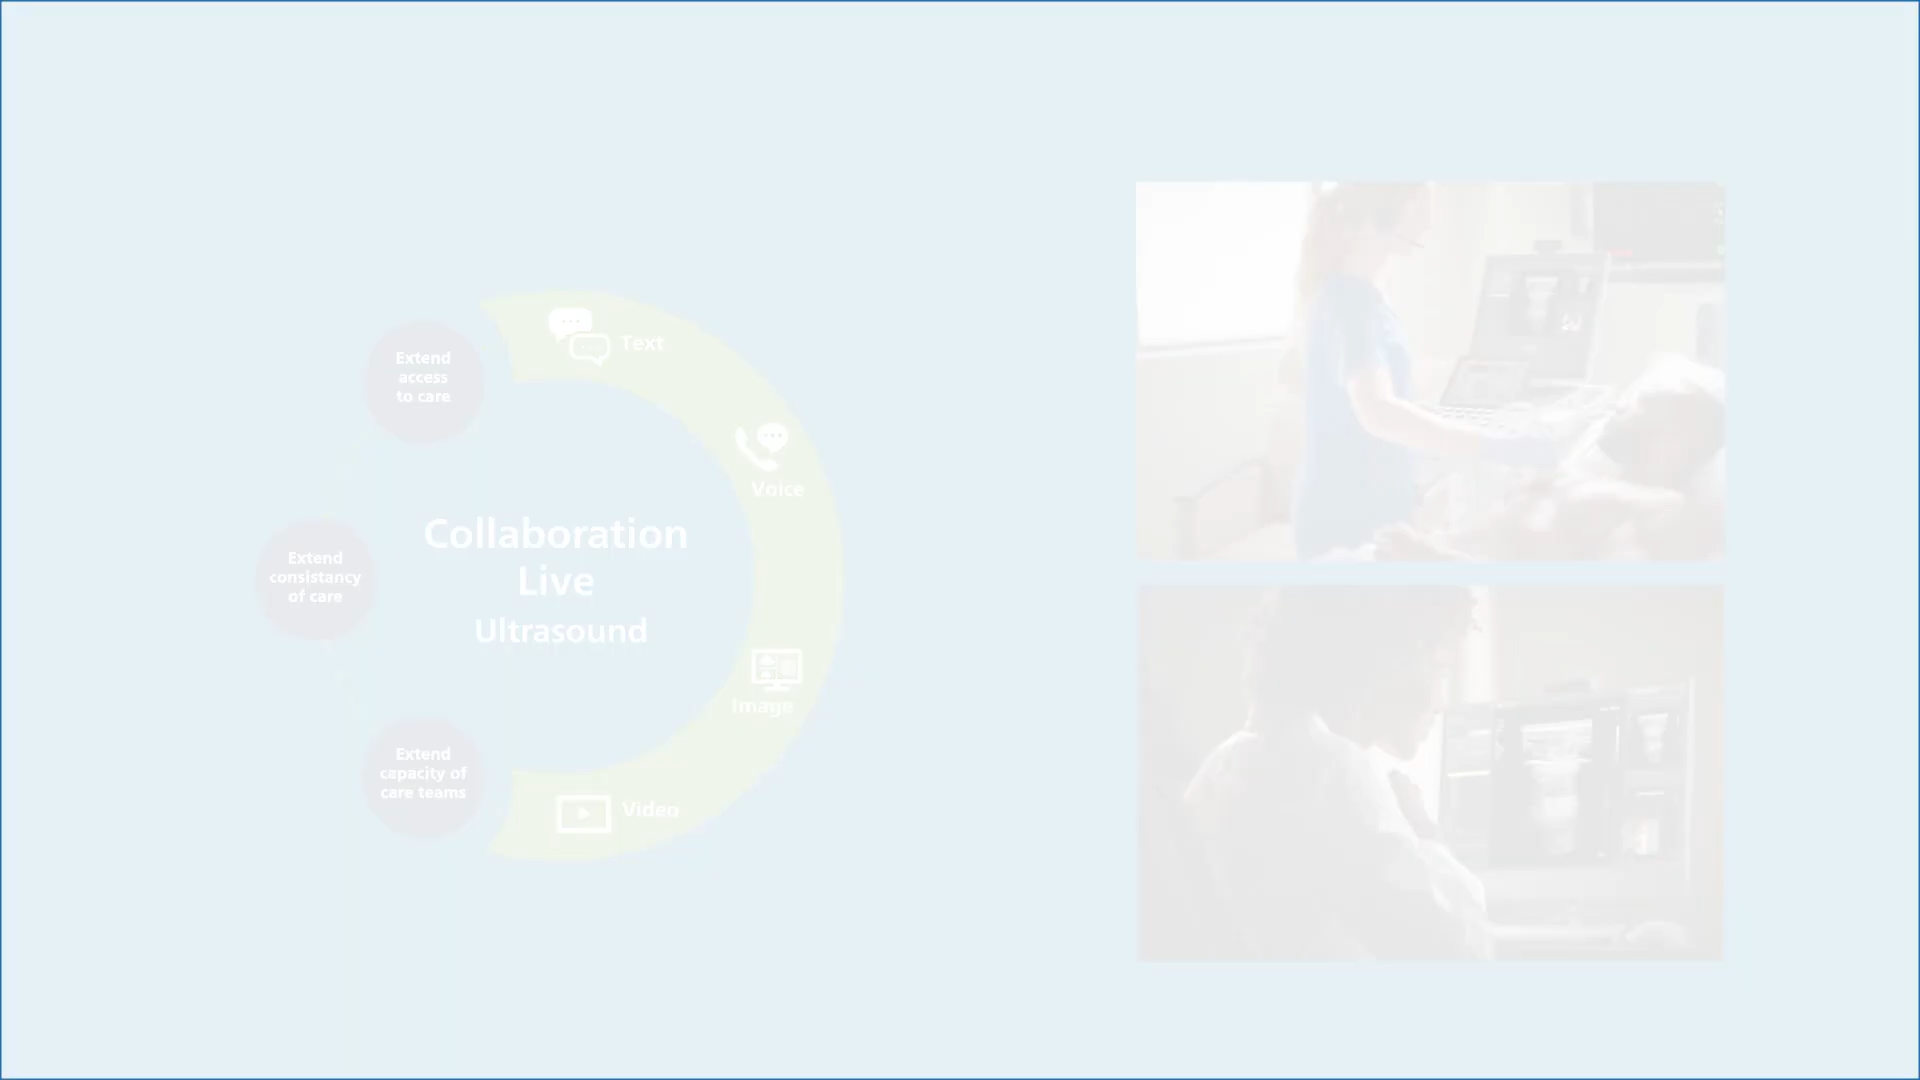 Text
Extend
access
to care
Voice
Collaboration
Live
Ultrasound
Extend
consistancy
of care
Image
Extend
capacity of
care teams
Video